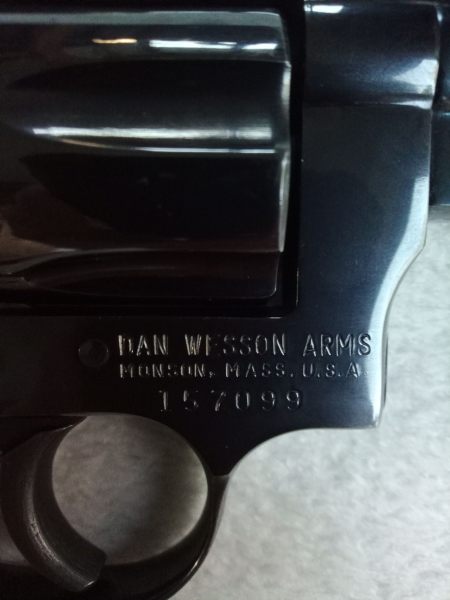 DAN WESSON ARMS
MONSON, MASS. U.S.A.
157099